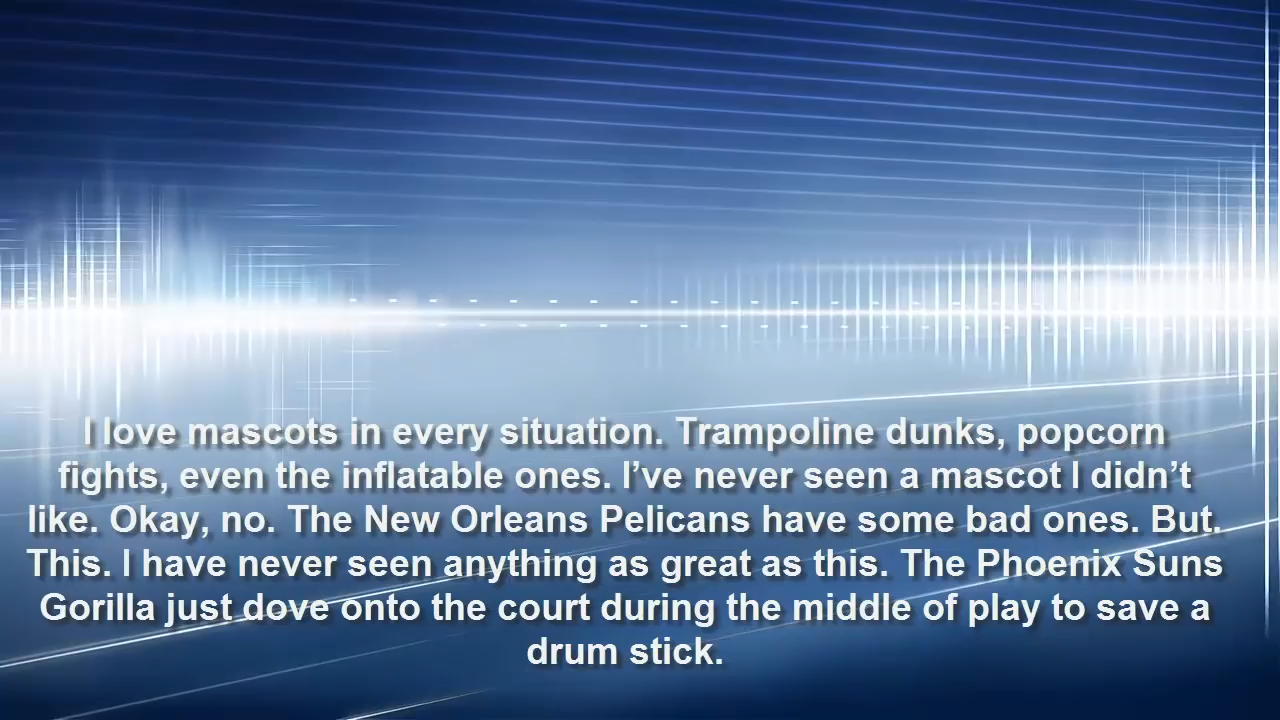 I love mascots in every situation. Trampoline dunks, popcorn
fights, even the inflatable ones. I’ve never seen a mascot I didn’t
like. Okay, no. The New Orleans Pelicans have some bad ones. But.
This. I have never seen anything as great as this. The Phoenix Suns
Gorilla just dove onto the court during the middle of play to save a
drum stick.